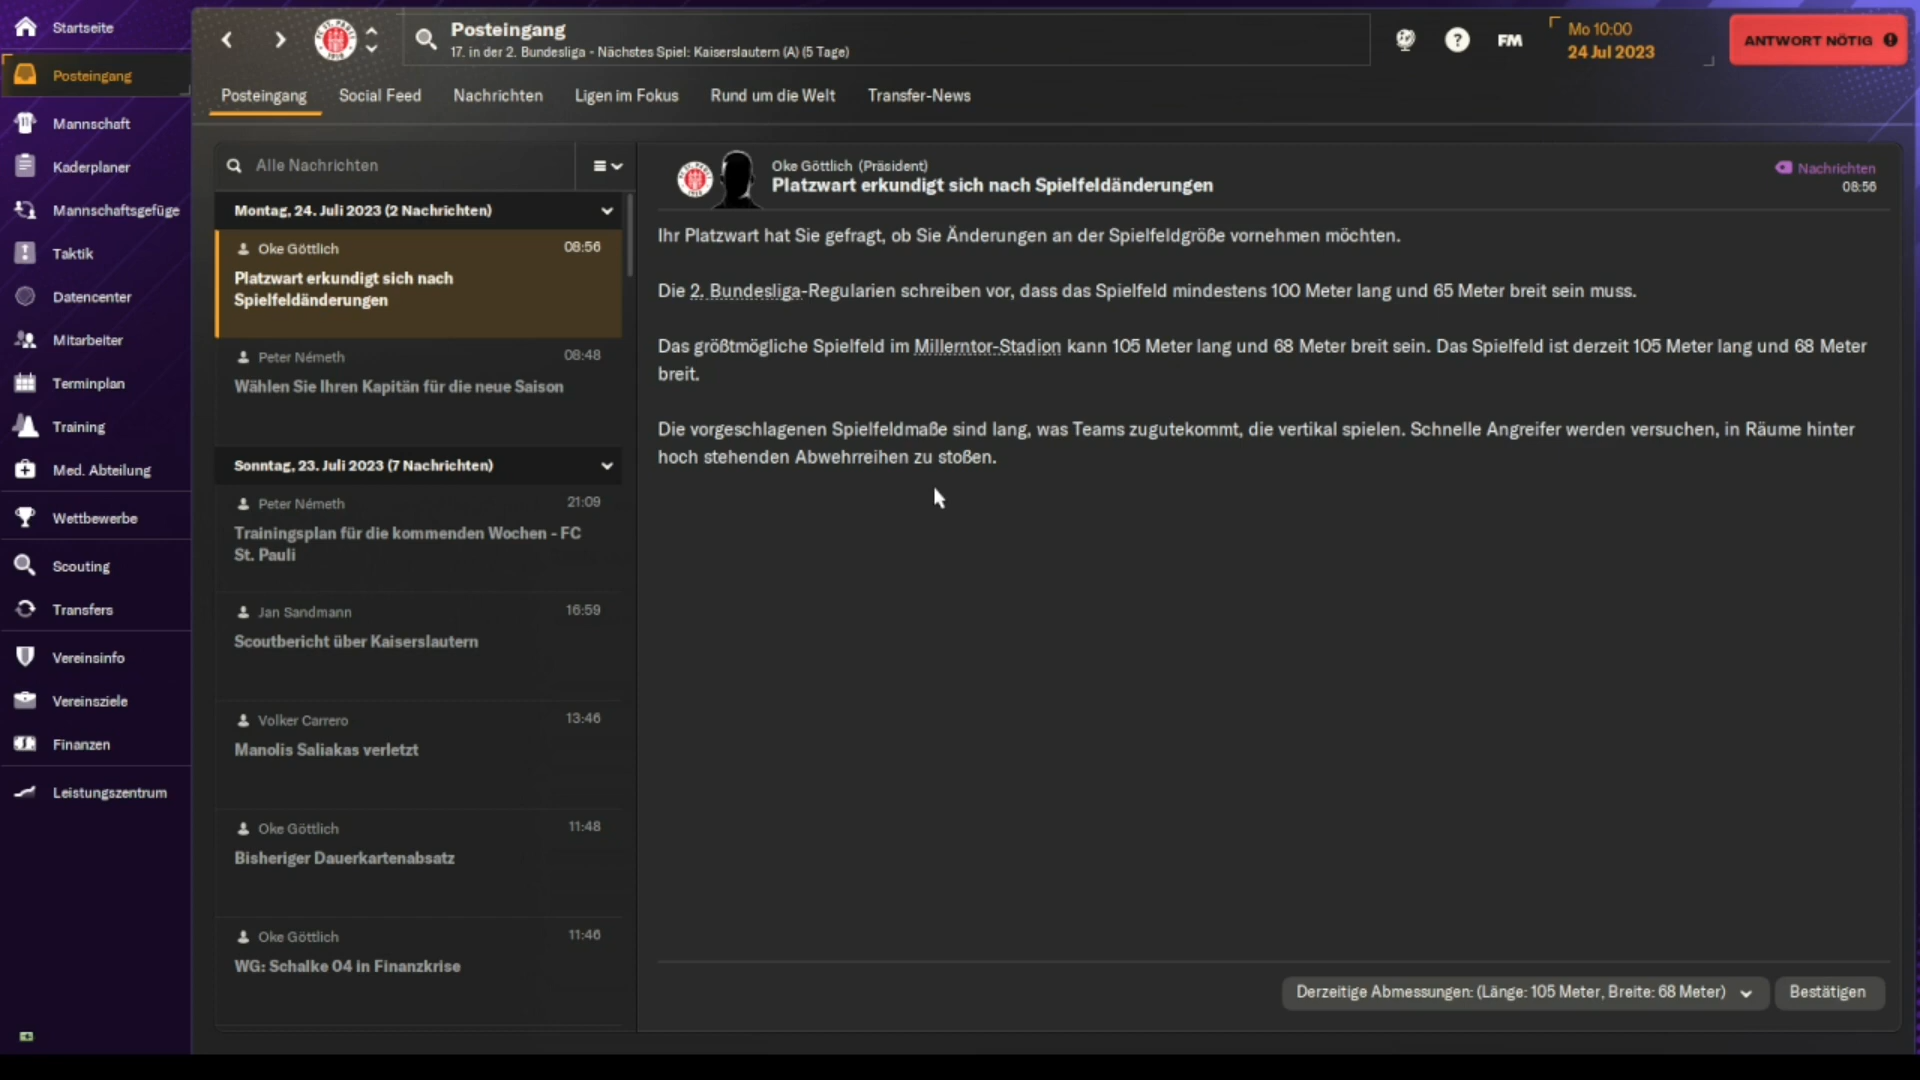 Startseite
Posteingang
Mannschaft
Kaderplaner
Mannschaftsgefüge
Taktik
Datencenter
Mitarbeiter
Terminplan
Training
Med. Abteilung
Wettbewerbe
Scouting
Transfers
Vereinsinfo
Vereinsziele
Finanzen
Leistungszentrum
Posteingang
17. in der 2. Bundesliga - Nächstes Spiel: Kaiserslautern (A) (5 Tage)
FM
Mo 10:00
24 Jul 2023
ANTWORT NÖTIG
Posteingang Social Feed Nachrichten Ligen im Fokus Rund um die Welt Transfer-News
Alle Nachrichten
Montag, 24. Juli 2023 (2 Nachrichten)
Oke Göttlich 08:56
Platzwart erkundigt sich nach
Spielfeldänderungen
Peter Németh 08:48
Wählen Sie Ihren Kapitän für die neue Saison
Sonntag, 23. Juli 2023 (7 Nachrichten)
Peter Németh 21:09
Trainingsplan für die kommenden Wochen - FC
St. Pauli
Jan Sandmann 16:59
Scoutbericht über Kaiserslautern
Volker Carrero 13:46
Manolis Saliakas verletzt
Oke Göttlich 11:48
Bisheriger Dauerkartenabsatz
Oke Göttlich 11:46
WG: Schalke 04 in Finanzkrise
Oke Göttlich (Präsident)
Platzwart erkundigt sich nach Spielfeldänderungen
Nachrichten
08:56
Ihr Platzwart hat Sie gefragt, ob Sie Änderungen an der Spielfeldgröße vornehmen möchten.
Die 2. Bundesliga-Regularien schreiben vor, dass das Spielfeld mindestens 100 Meter lang und 65 Meter breit sein muss.
Das größtmögliche Spielfeld im Millerntor-Stadion kann 105 Meter lang und 68 Meter breit sein. Das Spielfeld ist derzeit 105 Meter lang und 68 Meter
breit.
Die vorgeschlagenen Spielfeldmaße sind lang, was Teams zugutekommt, die vertikal spielen. Schnelle Angreifer werden versuchen, in Räume hinter
hoch stehenden Abwehrreihen zu stoßen.
Derzeitige Abmessungen: (Länge: 105 Meter, Breite: 68 Meter)
Bestätigen